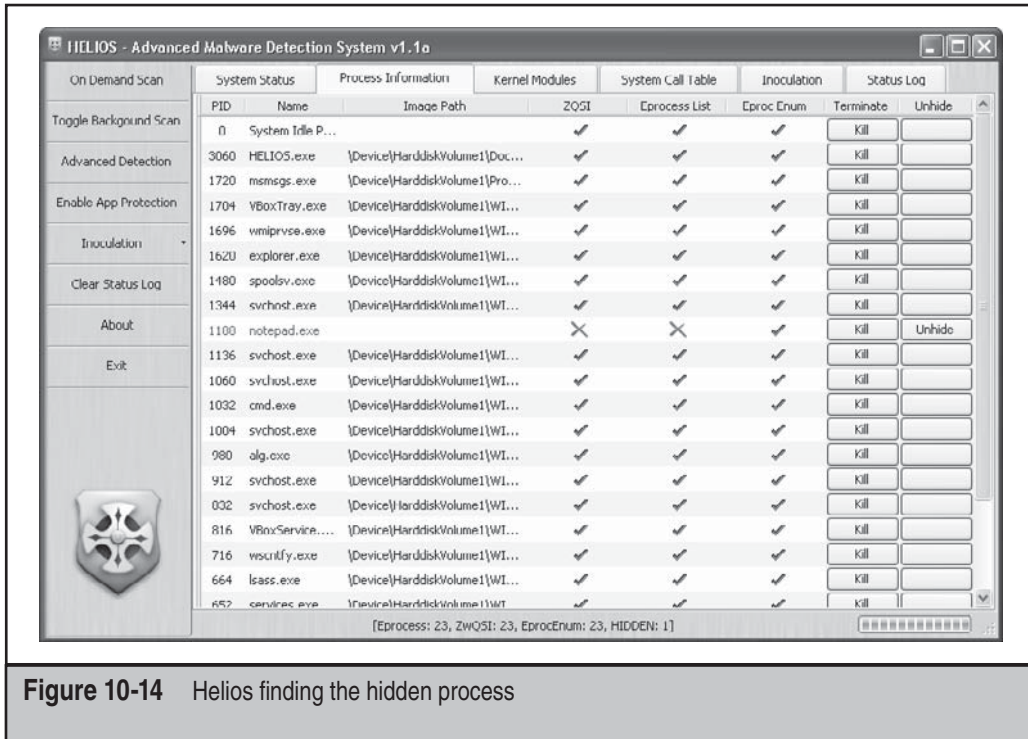 HELIOS - Advanced Malware Detection System v1.1a
On Demand Scan
Toggle Backgound Scan
Advanced Detection
Enable App Protection
Inoculation
Clear Status Log
About
Exit
System Status Process Information Kernel Modules System Call Table Inoculation Status Log
PID Name Image Path ZQSI Eprocess List Eproc Enum Terminate Unhide
0 System Idle P... Kill
3060 HELIOS.exe \Device\HarddiskVolume1\Doc... Kill
1720 msmsgs.exe \Device\HarddiskVolume1\Pro... Kill
1704 VBoxTray.exe \Device\HarddiskVolume1\WI... Kill
1696 wmiprvse.exe \Device\HarddiskVolume1\WI... Kill
1620 explorer.exe \Device\HarddiskVolume1\WI... Kill
1480 spoolsv.exe \Device\HarddiskVolume1\WI... Kill
1344 svchost.exe \Device\HarddiskVolume1\WI... Kill
notepad.exe Kill Unhide
1136 svchost.exe \Device\HarddiskVolume1\WI... Kill
1060 svchost.exe \Device\HarddiskVolume1\WI... Kill
1032 cmd.exe \Device\HarddiskVolume1\WI... Kill
1004 svchost.exe \Device\HarddiskVolume1\WI... Kill
980 alg.exe \Device\HarddiskVolume1\WI... Kill
912 svchost.exe \Device\HarddiskVolume1\WI... Kill
svchost.exe \Device\HarddiskVolume1\WI... Kill
816 VBoxService.... \Device\HarddiskVolume1\WI... Kill
716 wscntfy.exe \Device\HarddiskVolume1\WI... Kill
664 lsass.exe \Device\HarddiskVolume1\WI... Kill
652 services.exe \Device\HarddiskVolume1\WI... Kill
[Eprocess: 23, ZwQSI: 23, EprocEnum: 23, HIDDEN: 1]
Figure 10-14 Helios finding the hidden process